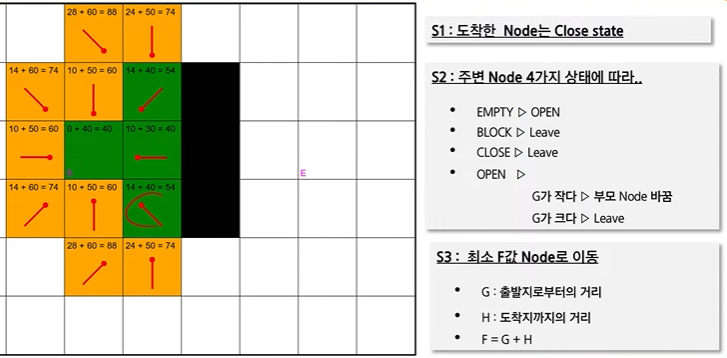 28 + 60 = 88 24 + 50 = 74
14 + 60 = 74 10 + 50 = 60 14 + 40 = 54
10 + 50 = 60 0 + 40 = 40 10 + 30 = 40
E
14 + 60 = 74 10 + 50 = 60 14 + 40 = 54
28 + 60 = 88 24 + 50 = 74
S1 : 도착한 Node는 Close state
S2 : 주변 Node 4가지 상태에 따라..
• EMPTY ▷ OPEN
• BLOCK ▷ Leave
• CLOSE ▷ Leave
• OPEN ▷
G가 작다 ▷ 부모 Node 바꿈
G가 크다 ▷ Leave
S3 : 최소 F값 Node로 이동
• G : 출발지로부터의 거리
• H : 도착지까지의 거리
• F = G + H